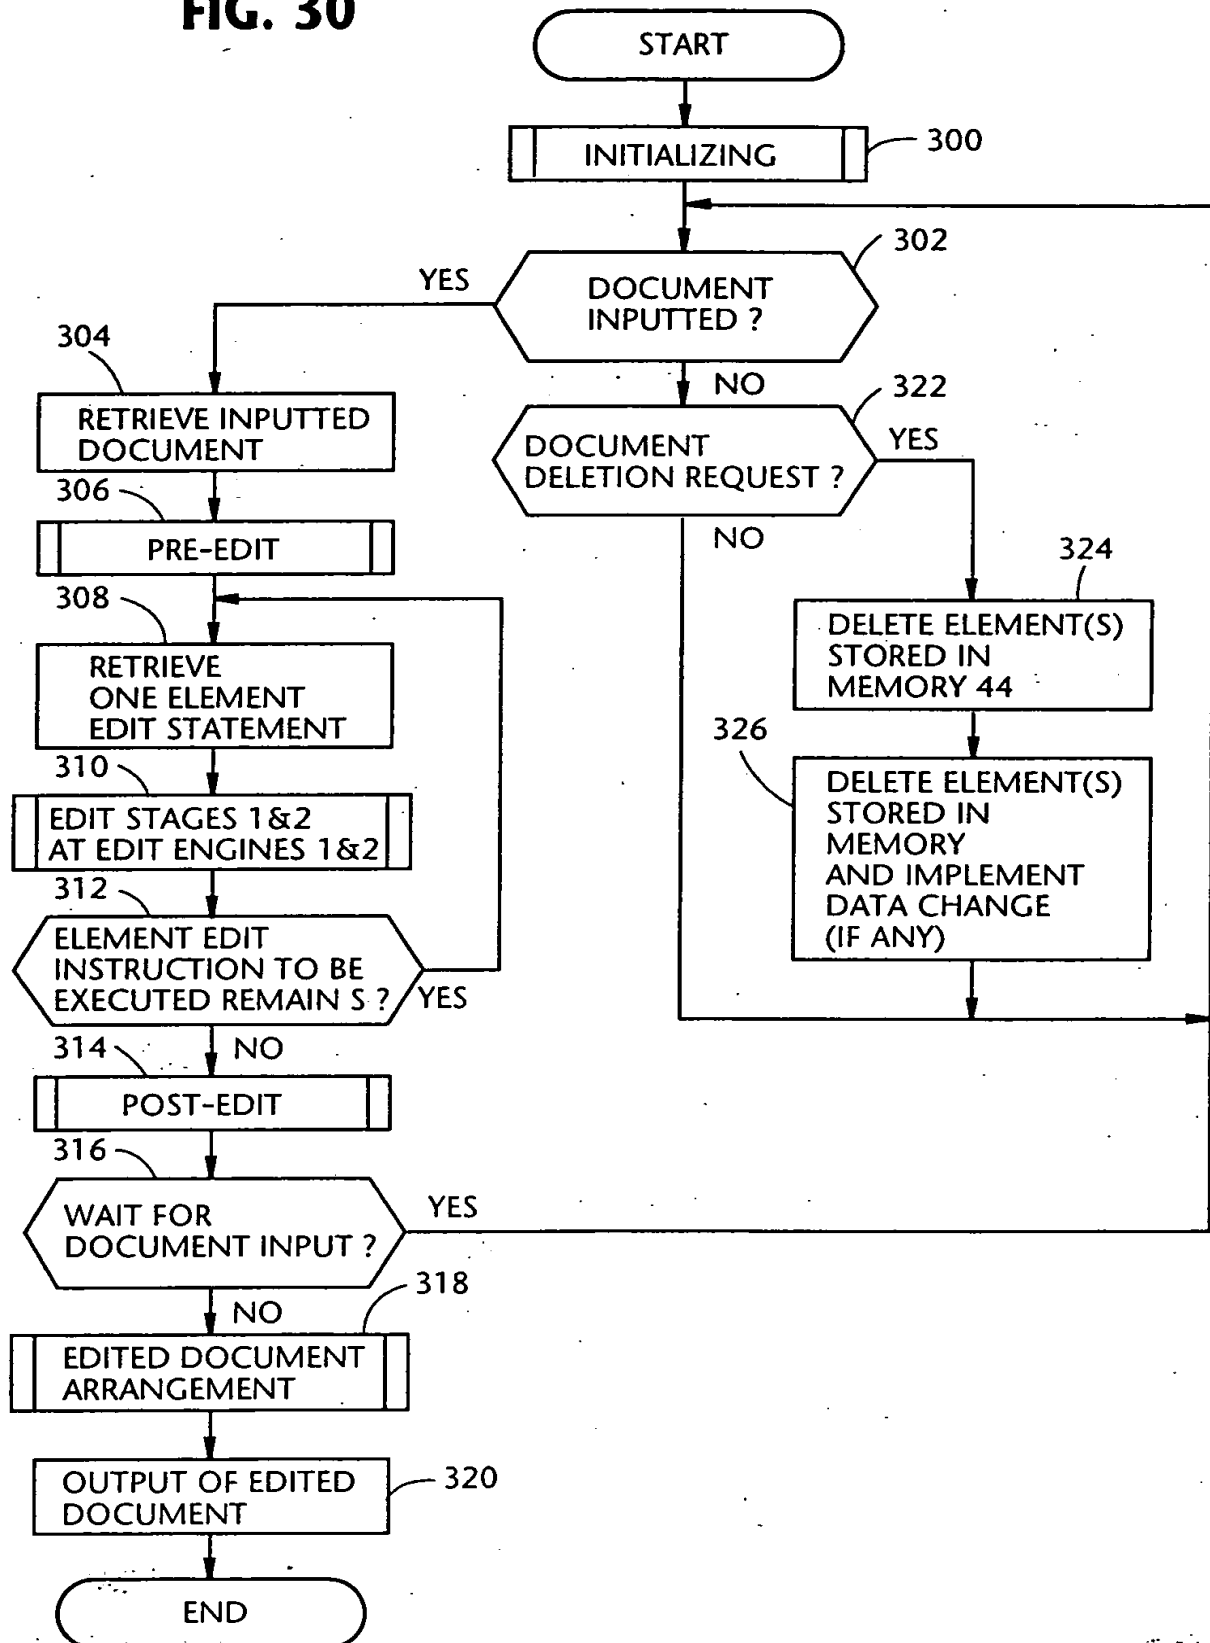 FIG. 30
START
INITIALIZING
300
302
DOCUMENT
INPUTTED ?
YES
NO
304
RETRIEVE INPUTTED
DOCUMENT
306
PRE-EDIT
308
RETRIEVE
ONE ELEMENT
EDIT STATEMENT
310
EDIT STAGES 1&2
AT EDIT ENGINES 1&2
312
ELEMENT EDIT
INSTRUCTION TO BE
EXECUTED REMAIN S ?
YES
NO
314
POST-EDIT
316
WAIT FOR
DOCUMENT INPUT ?
YES
NO
318
EDITED DOCUMENT
ARRANGEMENT
OUTPUT OF EDITED
DOCUMENT
320
END
322
DOCUMENT
DELETION REQUEST ?
YES
NO
324
DELETE ELEMENT(S)
STORED IN
MEMORY 44
326
DELETE ELEMENT(S)
STORED IN
MEMORY
AND IMPLEMENT
DATA CHANGE
(IF ANY)